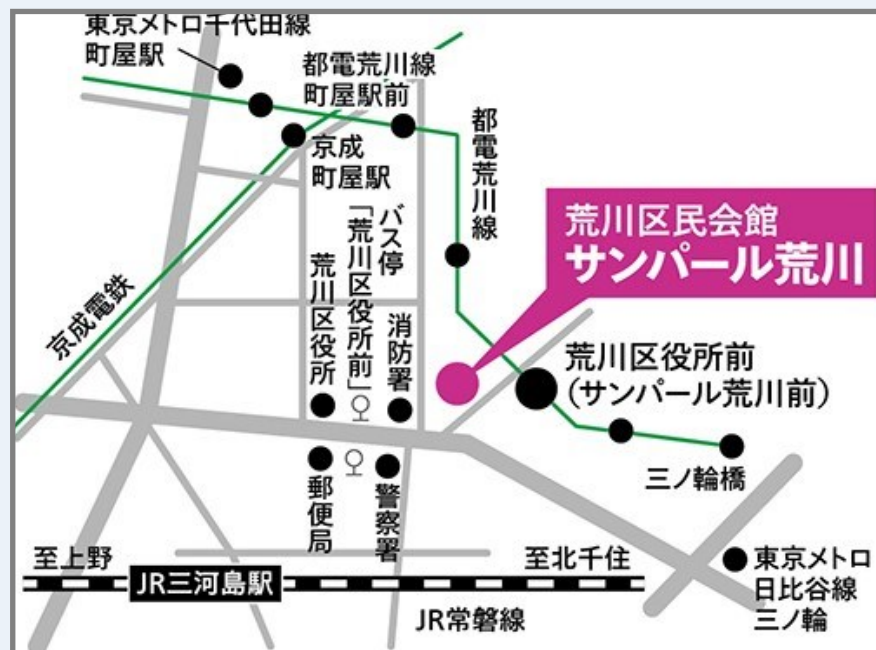 東京メトロ千代田線
町屋駅
都電荒川線
町屋駅前
京成
町屋駅
都電荒川線
荒川区民会館
サンパール荒川
バス停
「荒川区役所前」
荒川区役所
消防署
京成電鉄
荒川区役所前
（サンパール荒川前）
三ノ輪橋
郵便局
警察署
至上野
至北千住
JR三河島駅
JR常磐線
東京メトロ
日比谷線
三ノ輪